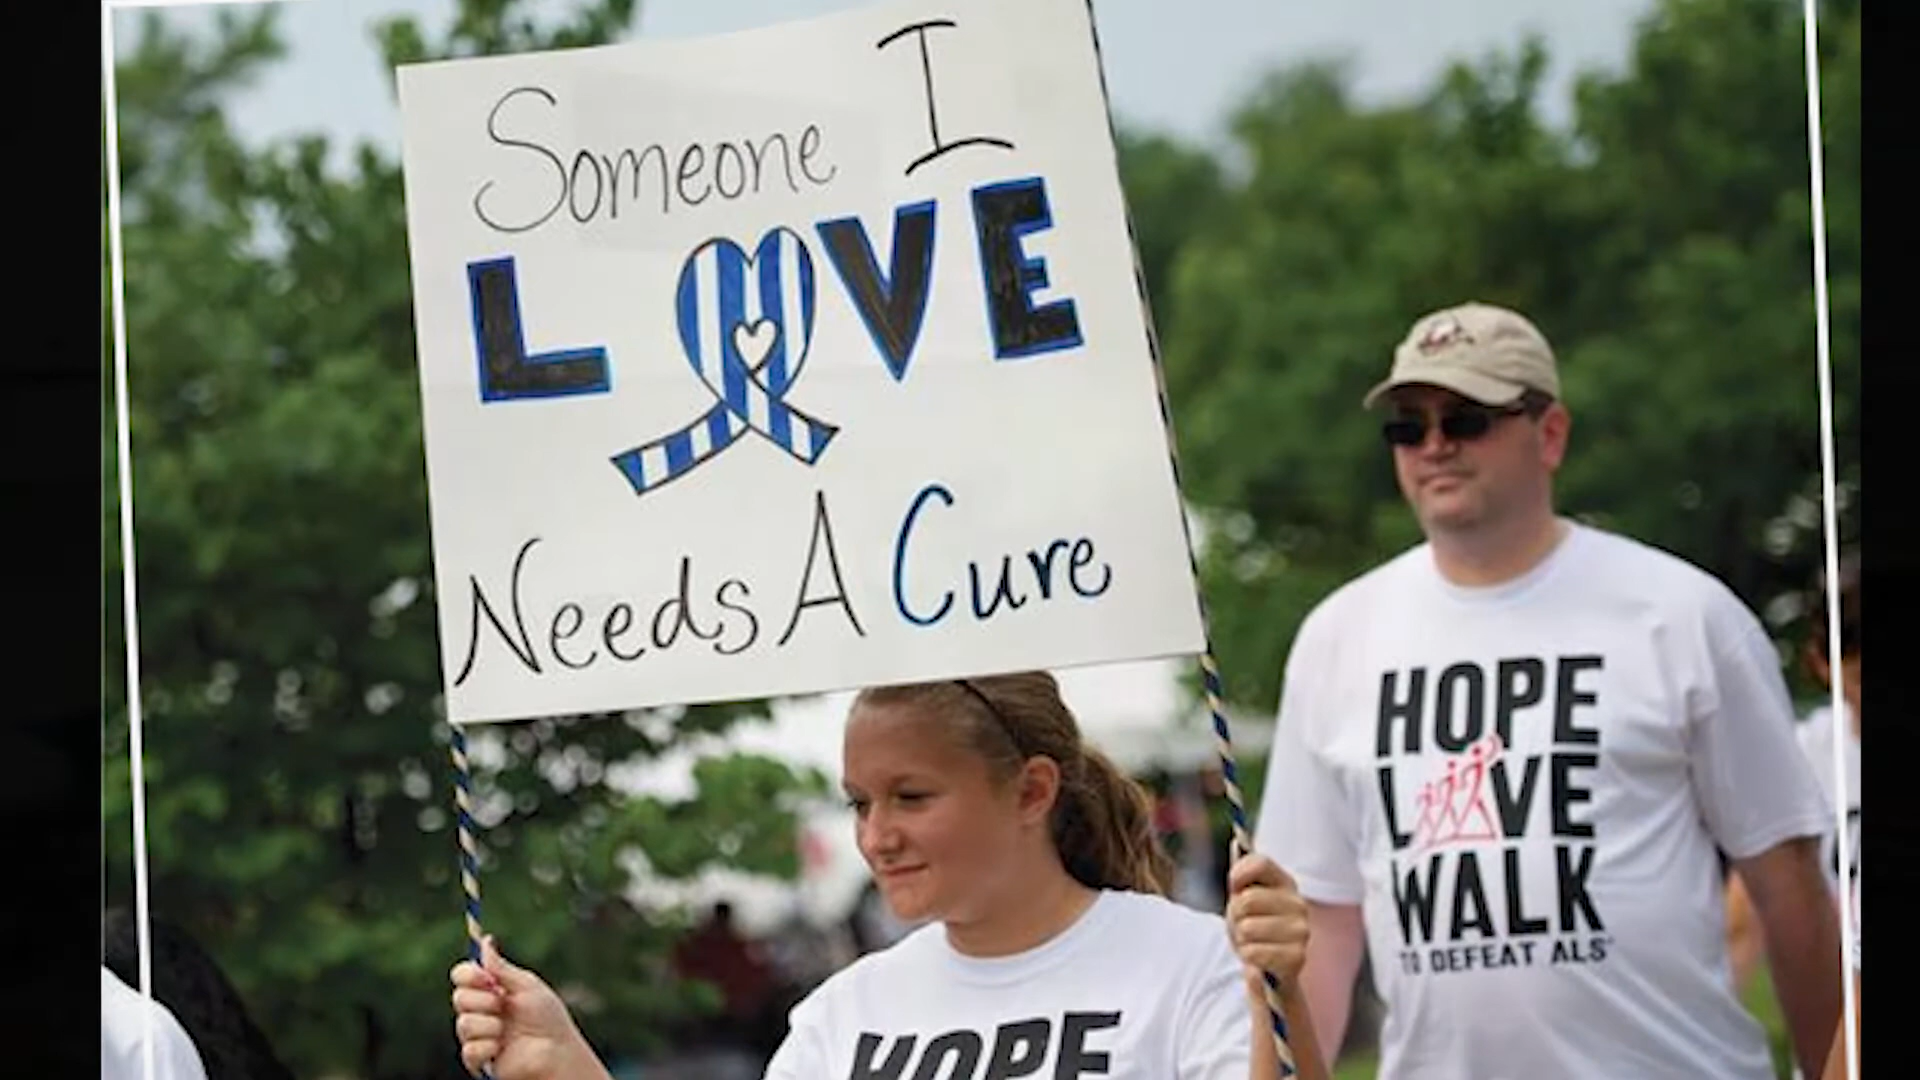 Someone I
LOVE
Needs A Cure
HOPE
LOVE
WALK
TO DEFEAT ALS
HOPE